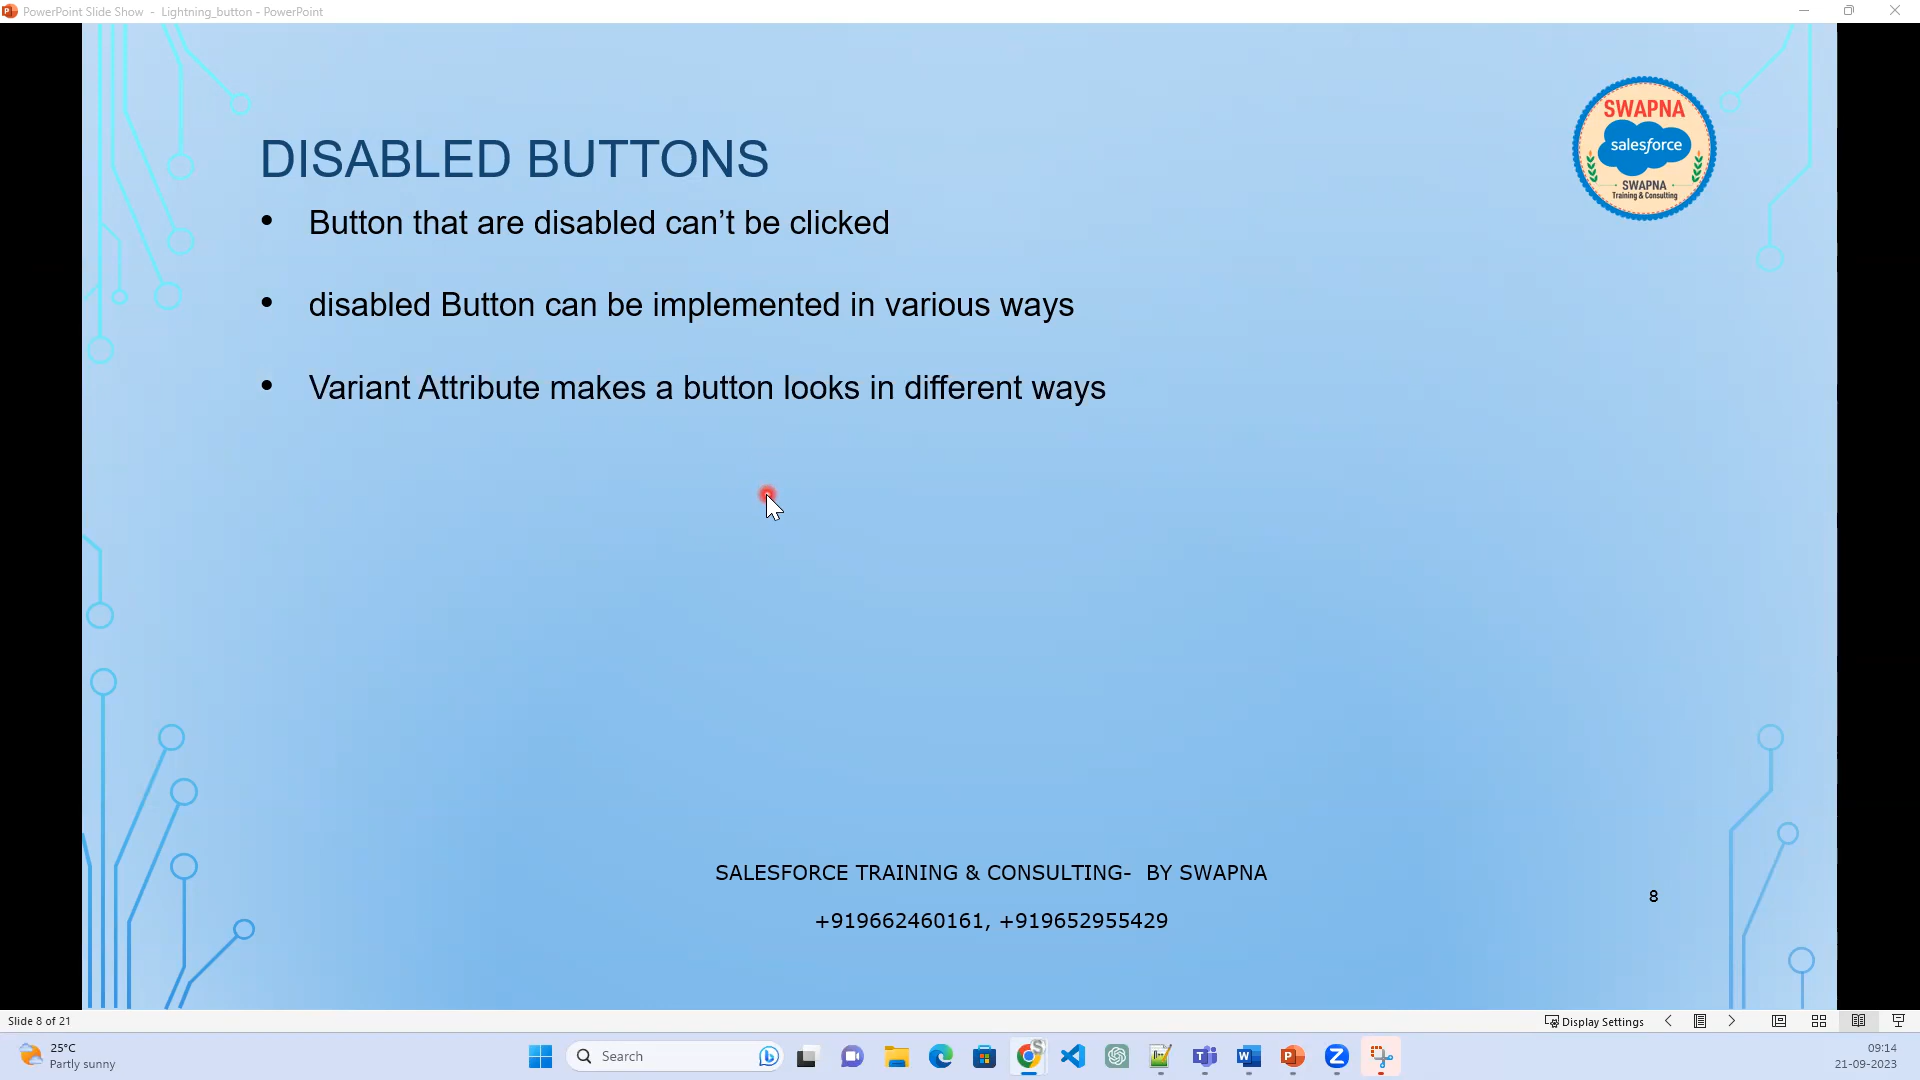 PowerPoint Slide Show - Lightning_button - PowerPoint
SWAPNA
salesforce
SWAPNA
Training & Consulting
DISABLED BUTTONS
• Button that are disabled can’t be clicked
• disabled Button can be implemented in various ways
• Variant Attribute makes a button looks in different ways
SALESFORCE TRAINING & CONSULTING- BY SWAPNA
8
+919662460161, +919652955429
Slide 8 of 21
Display Settings
25°C
Partly sunny
Search
09:14
21-09-2023